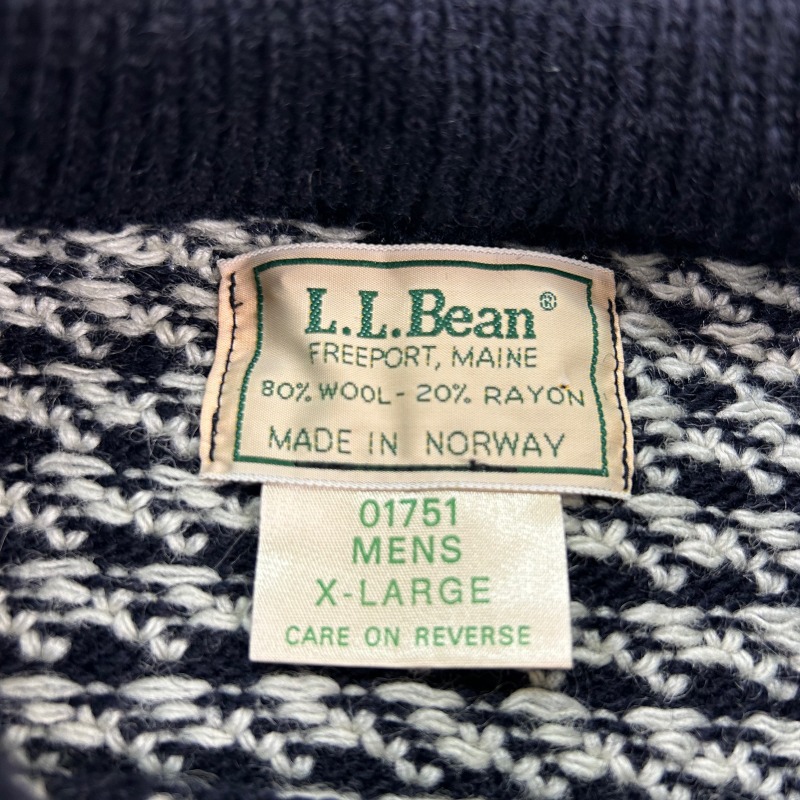 L.L.Bean®
FREEPORT, MAINE
80% WOOL - 20% RAYON
MADE IN NORWAY
01751
MENS
X-LARGE
CARE ON REVERSE